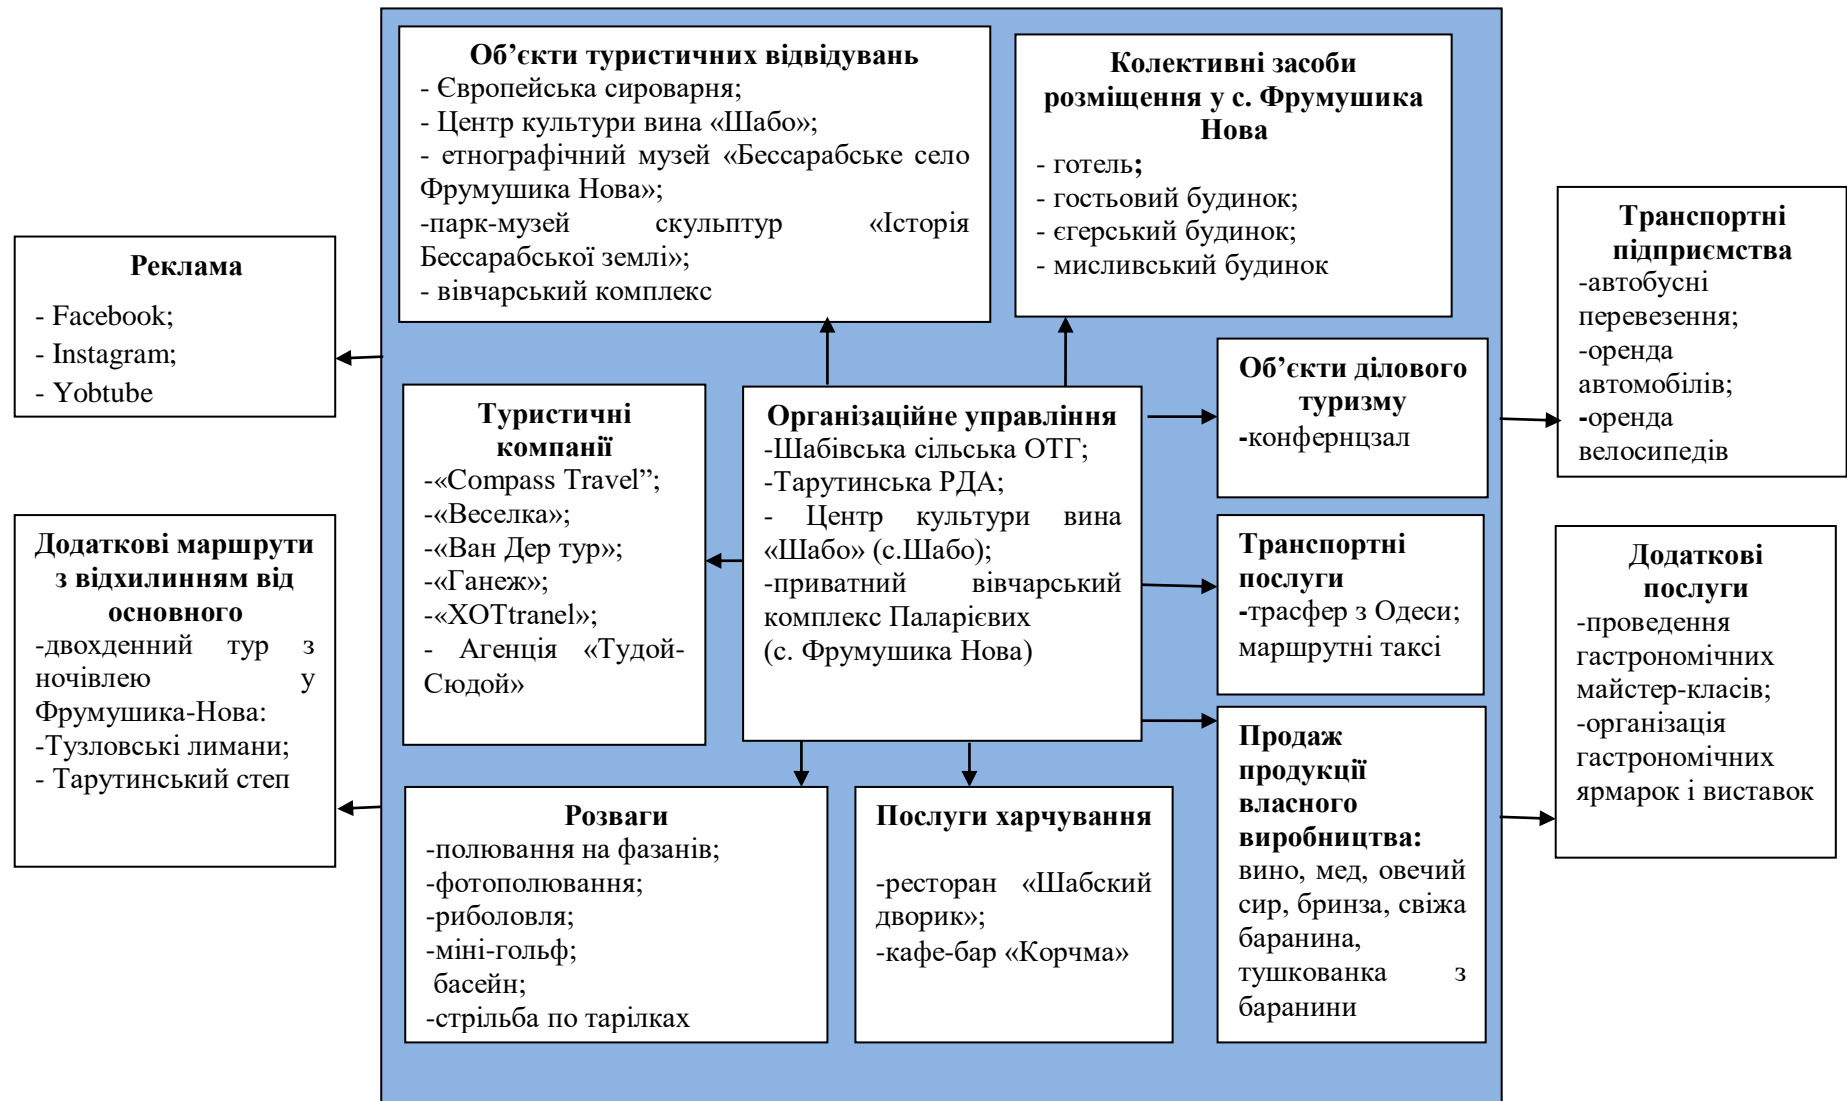 Об’єкти туристичних відвідувань
- Європейська сироварня;
- Центр культури вина «Шабо»;
- етнографічний музей «Бессарабське село
Фрумушика Нова»;
-парк-музей скульптур «Історія
Бессарабської землі»;
- вівчарський комплекс
Колективні засоби
розміщення у с. Фрумушика
Нова
- готель;
- гостьовий будинок;
- єгерський будинок;
- мисливський будинок
Реклама
- Facebook;
- Instagram;
- Yobtube
Транспортні
підприємства
-автобусні
перевезення;
-оренда
автомобілів;
-оренда
велосипедів
Туристичні
компанії
-«Compass Travel”;
-«Веселка»;
-«Ван Дер тур»;
-«Ганеж»;
-«ХОТtranel»;
- Агенція «Тудой-
Сюдой»
Організаційне управління
-Шабівська сільська ОТГ;
-Тарутинська РДА;
- Центр культури вина
«Шабо» (с.Шабо);
-приватний вівчарський
комплекс Паларієвих
(с. Фрумушика Нова)
Об’єкти ділового
туризму
-конфернцзал
Транспортні
послуги
-трасфер з Одеси;
маршрутні таксі
Додаткові маршрути
з відхилинням від
основного
-двохденний тур з
ночівлею у
Фрумушика-Нова:
-Тузловські лимани;
- Тарутинський степ
Додаткові
послуги
-проведення
гастрономічних
майстер-класів;
-організація
гастрономічних
ярмарок і виставок
Розваги
-полювання на фазанів;
-фотополювання;
-риболовля;
-міні-гольф;
басейн;
-стрільба по тарілках
Послуги харчування
-ресторан «Шабский
дворик»;
-кафе-бар «Корчма»
Продаж
продукції
власного
виробництва:
вино, мед, овечий
сир, бринза, свіжа
баранина,
тушкованка з
баранини